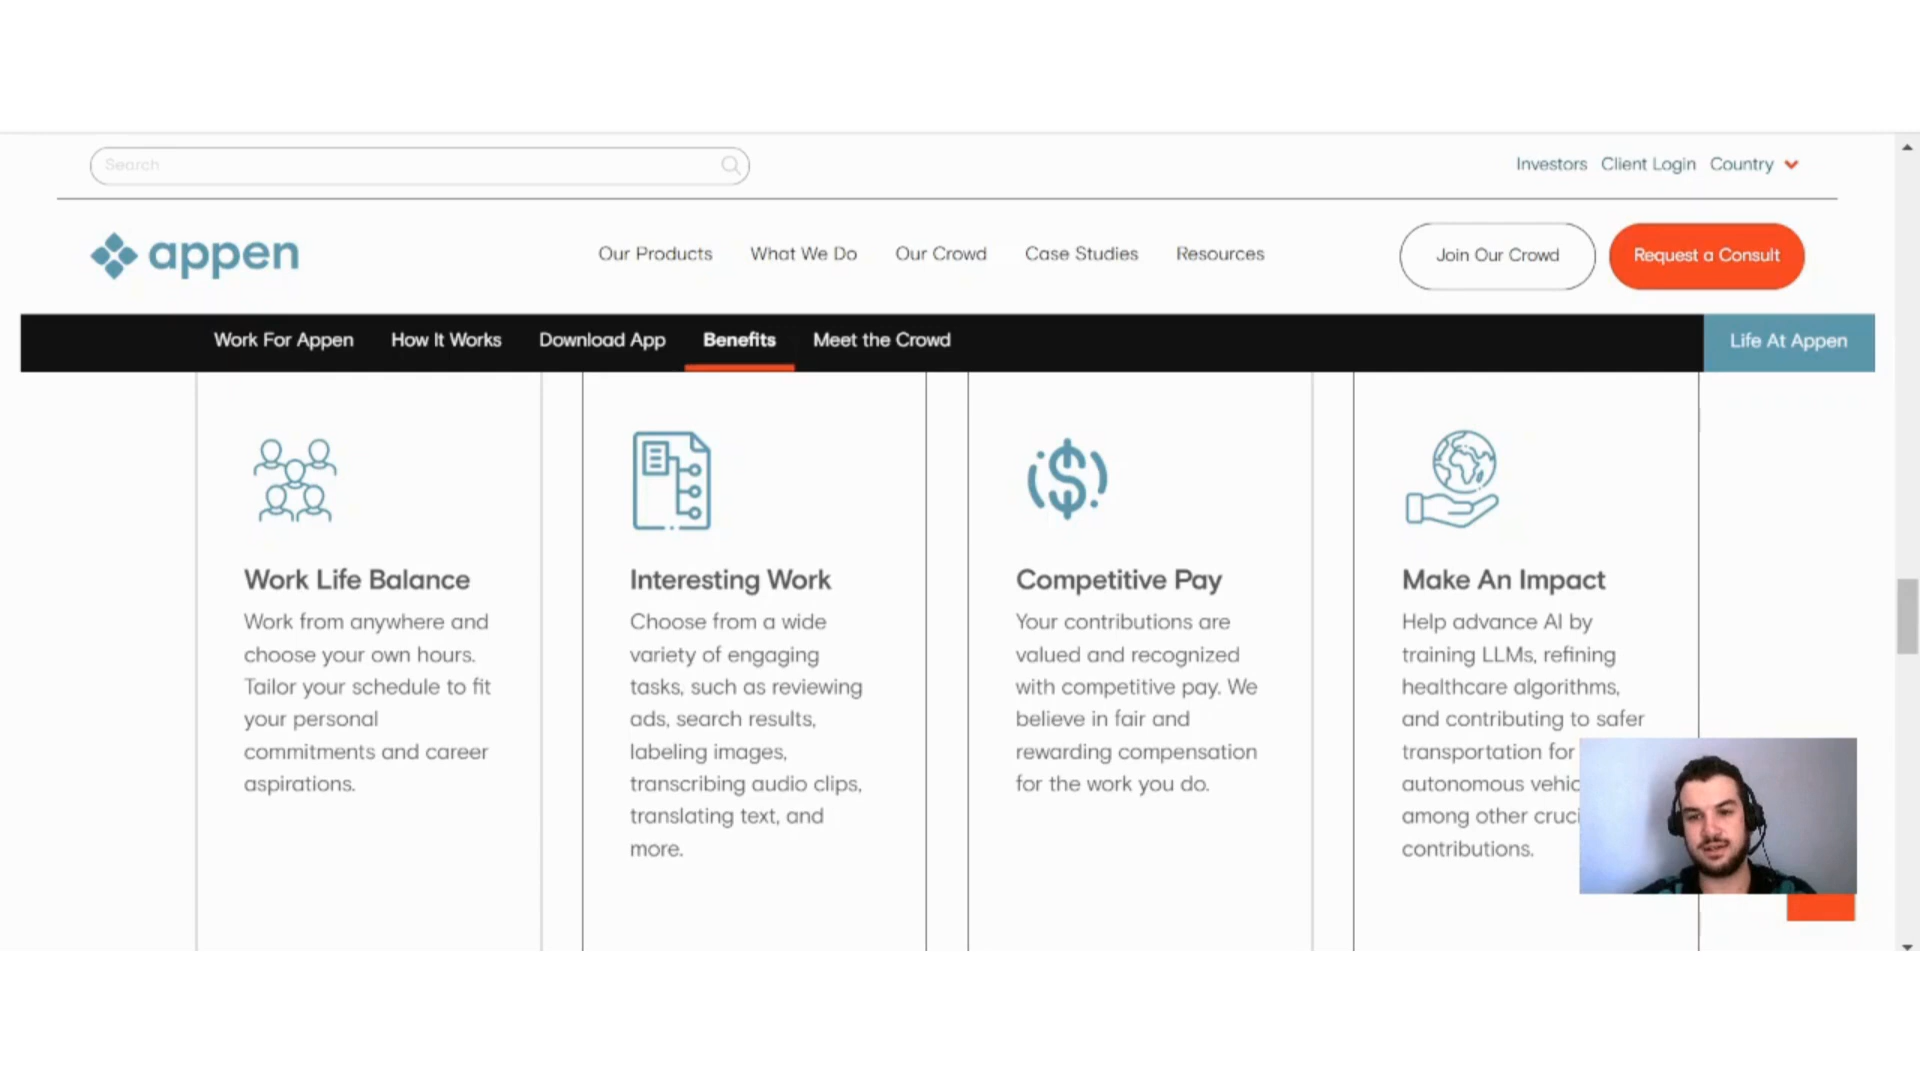 Search
Investors Client Login Country
appen
Our Products What We Do Our Crowd Case Studies Resources
Join Our Crowd
Request a Consult
Work For Appen How It Works Download App Benefits Meet the Crowd
Life At Appen
Work Life Balance
Work from anywhere and
choose your own hours.
Tailor your schedule to fit
your personal
commitments and career
aspirations.
Interesting Work
Choose from a wide
variety of engaging
tasks, such as reviewing
ads, search results,
labeling images,
transcribing audio clips,
translating text, and
more.
Competitive Pay
Your contributions are
valued and recognized
with competitive pay. We
believe in fair and
rewarding compensation
for the work you do.
Make An Impact
Help advance AI by
training LLMs, refining
healthcare algorithms,
and contributing to safer
transportation for
autonomous
among other
contributions.